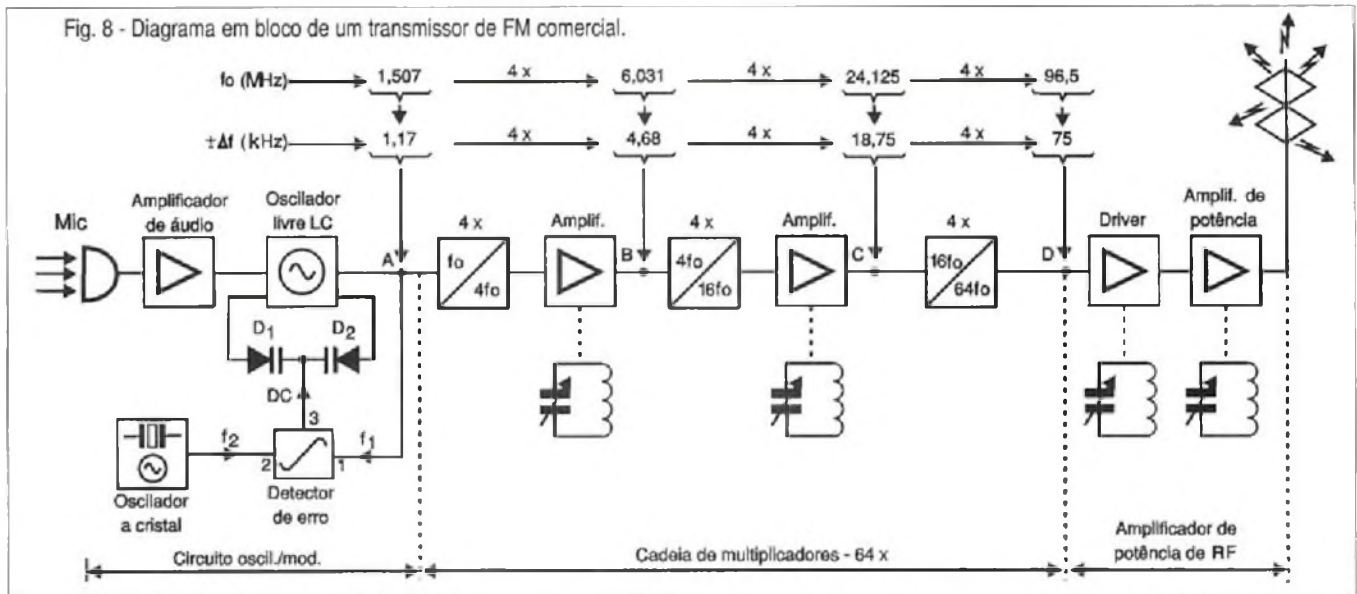 Fig. 8 - Diagrama em bloco de um transmissor de FM comercial.
fo (MHz) 1,507 4 x 6,031 4 x 24,125 4 x 96,5
±Δf (kHz) 1,17 4 x 4,68 4 x 18,75 4 x 75
Mic
Amplificador
de áudio
Oscilador
livre LC
A
4 x
fo
4fo
Amplif.
B
4 x
4fo
16fo
Amplif.
C
4 x
16fo
64fo
D
Driver
Amplif. de
potência
D1
D2
DC
3
f2
2
1
f1
Oscilador
a cristal
Detector
de erro
Circuito oscil./mod.
Cadeia de multiplicadores - 64 x
Amplificador de
potência de RF